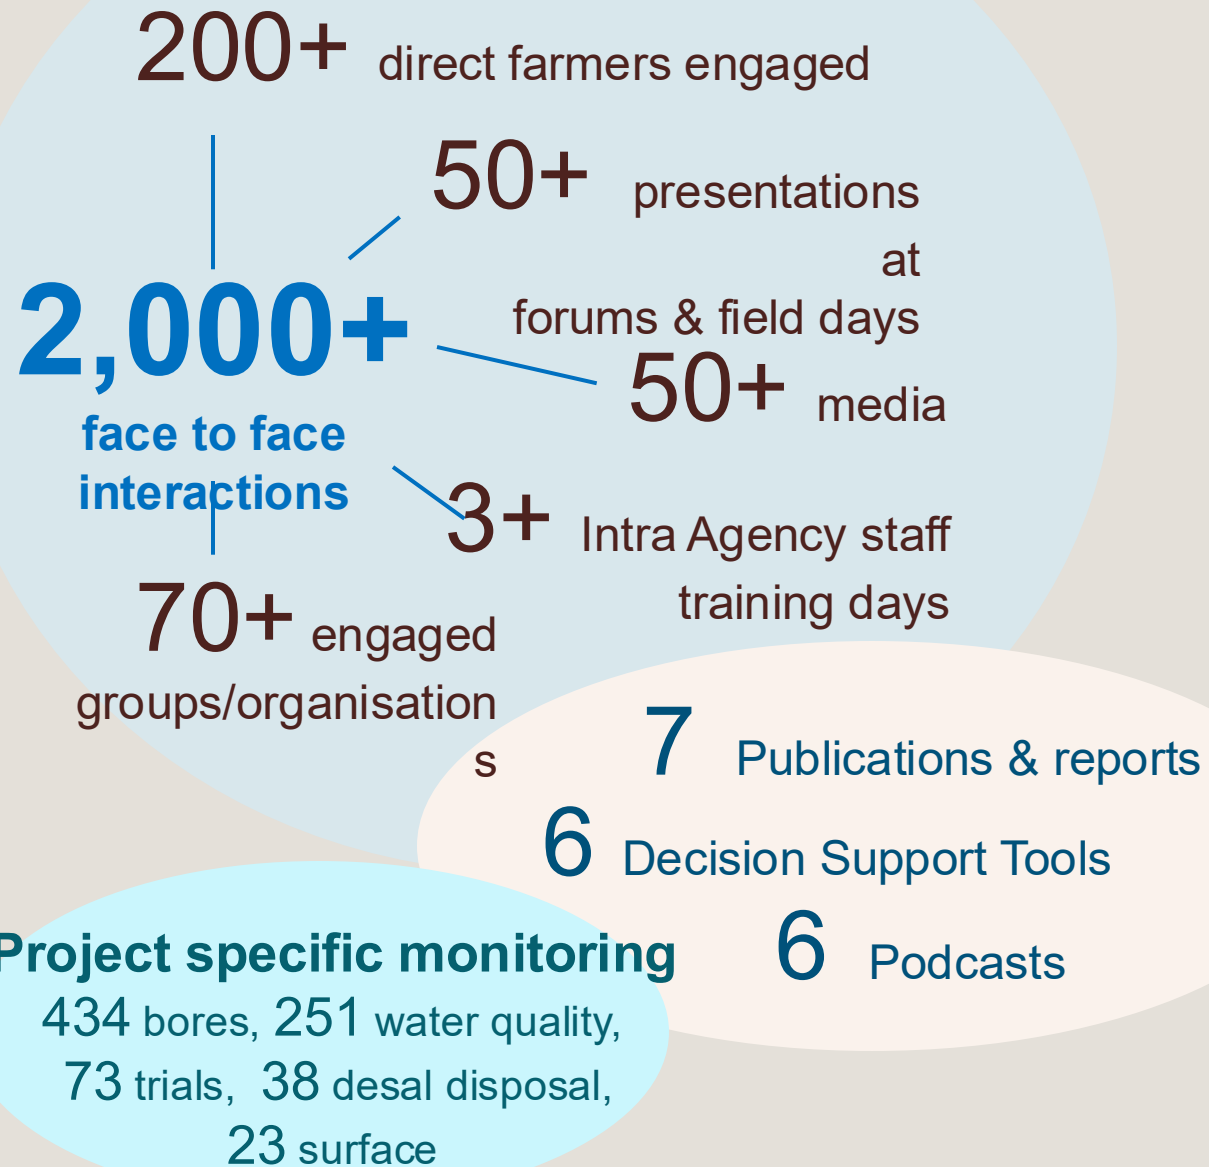 200+ direct farmers engaged
50+ presentations
at
forums & field days
2,000+
face to face
interactions
50+ media
3+ Intra Agency staff
training days
70+ engaged
groups/organisation
s
7 Publications & reports
6 Decision Support Tools
6 Podcasts
Project specific monitoring
434 bores, 251 water quality,
73 trials, 38 desal disposal,
23 surface